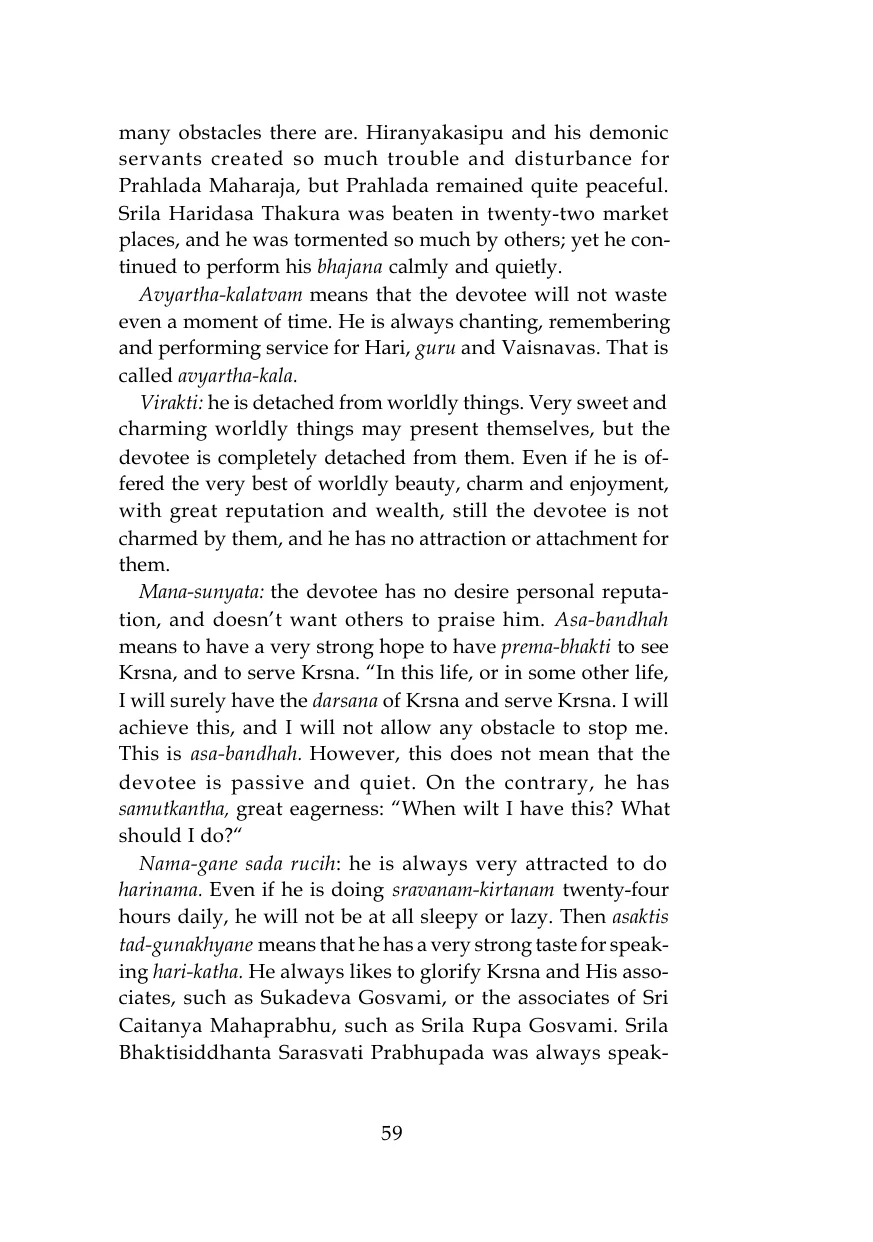 many obstacles there are. Hiranyakasipu and his demonic
servants created so much trouble and disturbance for
Prahlada Maharaja, but Prahlada remained quite peaceful.
Srila Haridasa Thakura was beaten in twenty-two market
places, and he was tormented so much by others; yet he con-
tinued to perform his bhajana calmly and quietly.
Avyartha-kalatvam means that the devotee will not waste
even a moment of time. He is always chanting, remembering
and performing service for Hari, guru and Vaisnavas. That is
called avyartha-kala.
Virakti: he is detached from worldly things. Very sweet and
charming worldly things may present themselves, but the
devotee is completely detached from them. Even if he is of-
fered the very best of worldly beauty, charm and enjoyment,
with great reputation and wealth, still the devotee is not
charmed by them, and he has no attraction or attachment for
them.
Mana-sunyata: the devotee has no desire personal reputa-
tion, and doesn’t want others to praise him. Asa-bandhah
means to have a very strong hope to have prema-bhakti to see
Krsna, and to serve Krsna. “In this life, or in some other life,
I will surely have the darsana of Krsna and serve Krsna. I will
achieve this, and I will not allow any obstacle to stop me.
This is asa-bandhah. However, this does not mean that the
devotee is passive and quiet. On the contrary, he has
samutkantha, great eagerness: “When wilt I have this? What
should I do?“
Nama-gane sada rucih: he is always very attracted to do
harinama. Even if he is doing sravanam-kirtanam twenty-four
hours daily, he will not be at all sleepy or lazy. Then asaktis
tad-gunakhyane means that he has a very strong taste for speak-
ing hari-katha. He always likes to glorify Krsna and His asso-
ciates, such as Sukadeva Gosvami, or the associates of Sri
Caitanya Mahaprabhu, such as Srila Rupa Gosvami. Srila
Bhaktisiddhanta Sarasvati Prabhupada was always speak-
59